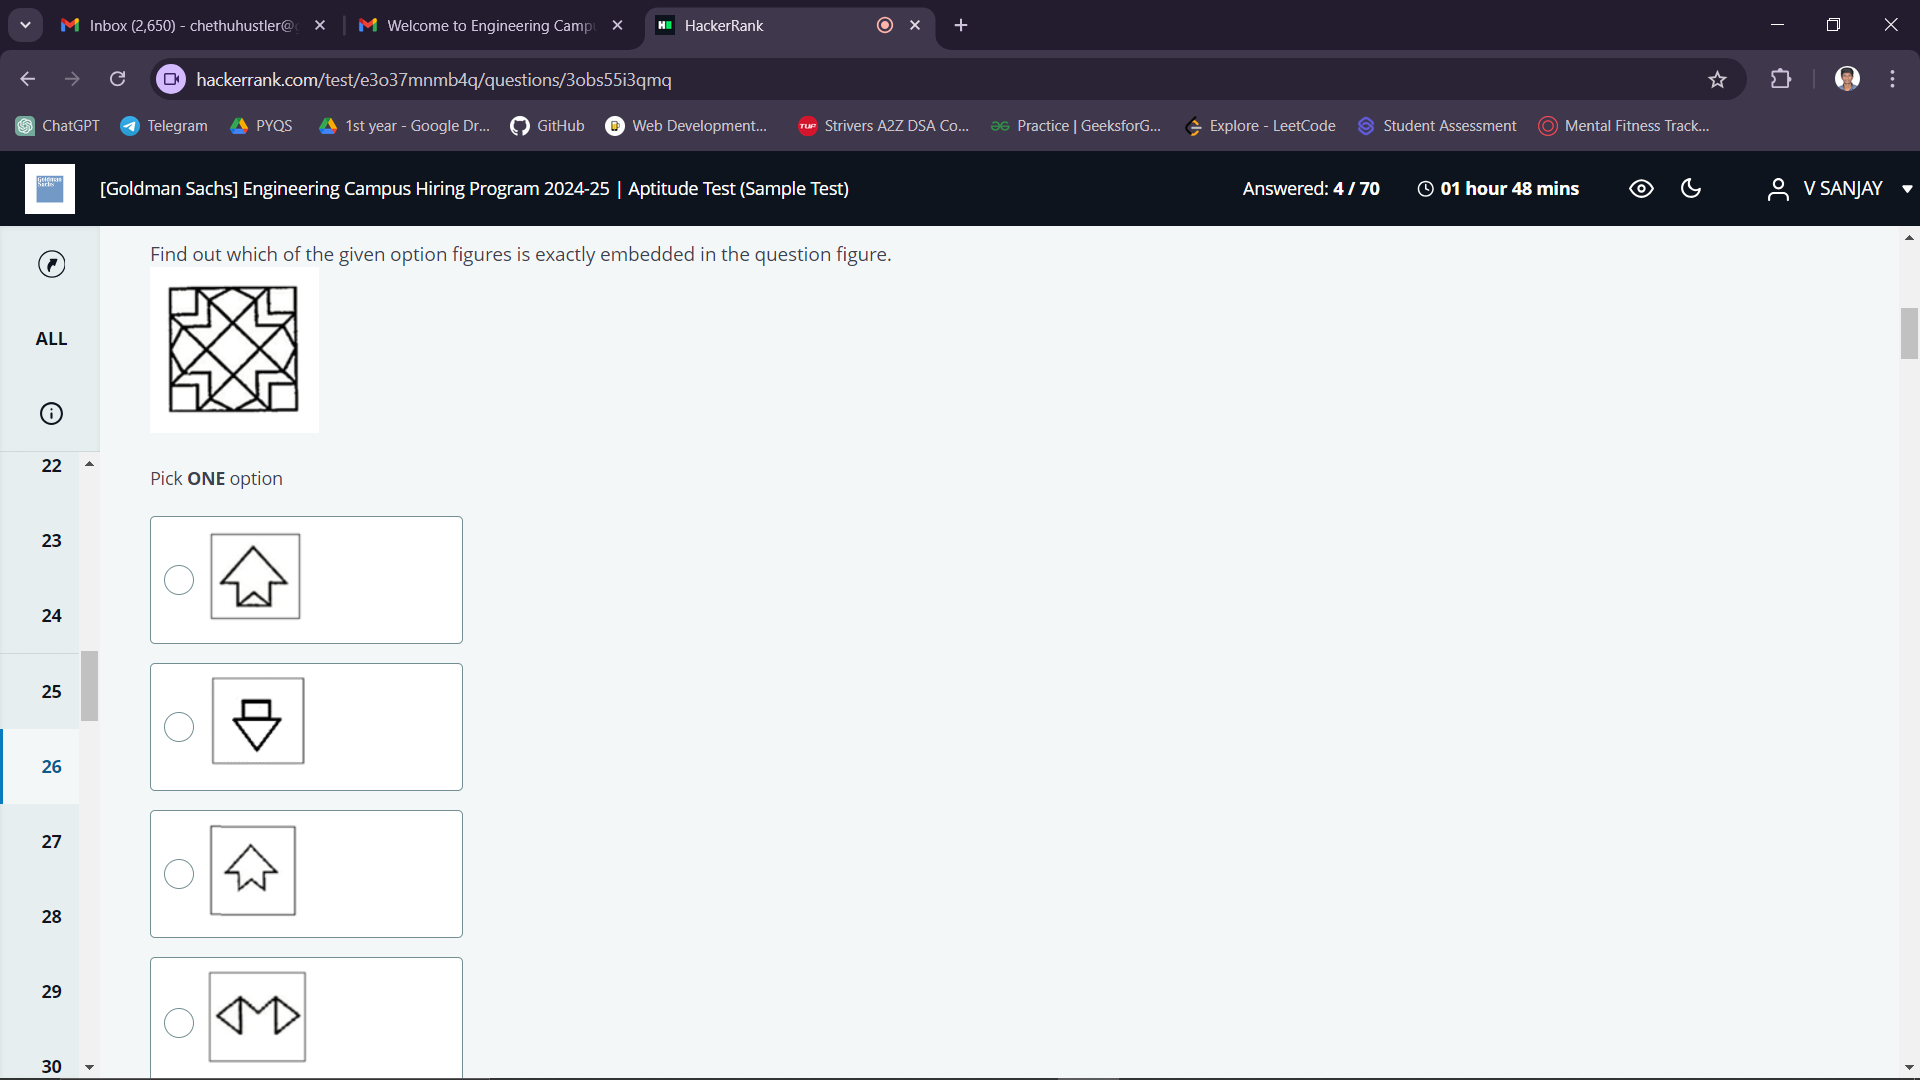 Inbox (2,650) - chethuhustler@g
Welcome to Engineering Camp
HackerRank
hackerrank.com/test/e3o37mnmb4q/questions/3obs55i3qmq
ChatGPT
Telegram
PYQS
1st year - Google Dr...
GitHub
Web Development...
TUF
Strivers A2Z DSA Co...
Practice | GeeksforG...
Explore - LeetCode
Student Assessment
Mental Fitness Track...
Goldman Sachs
[Goldman Sachs] Engineering Campus Hiring Program 2024-25 | Aptitude Test (Sample Test)
Answered: 4 / 70
01 hour 48 mins
V SANJAY
ALL
22
23
24
25
26
27
28
29
30
Find out which of the given option figures is exactly embedded in the question figure.
Pick ONE option